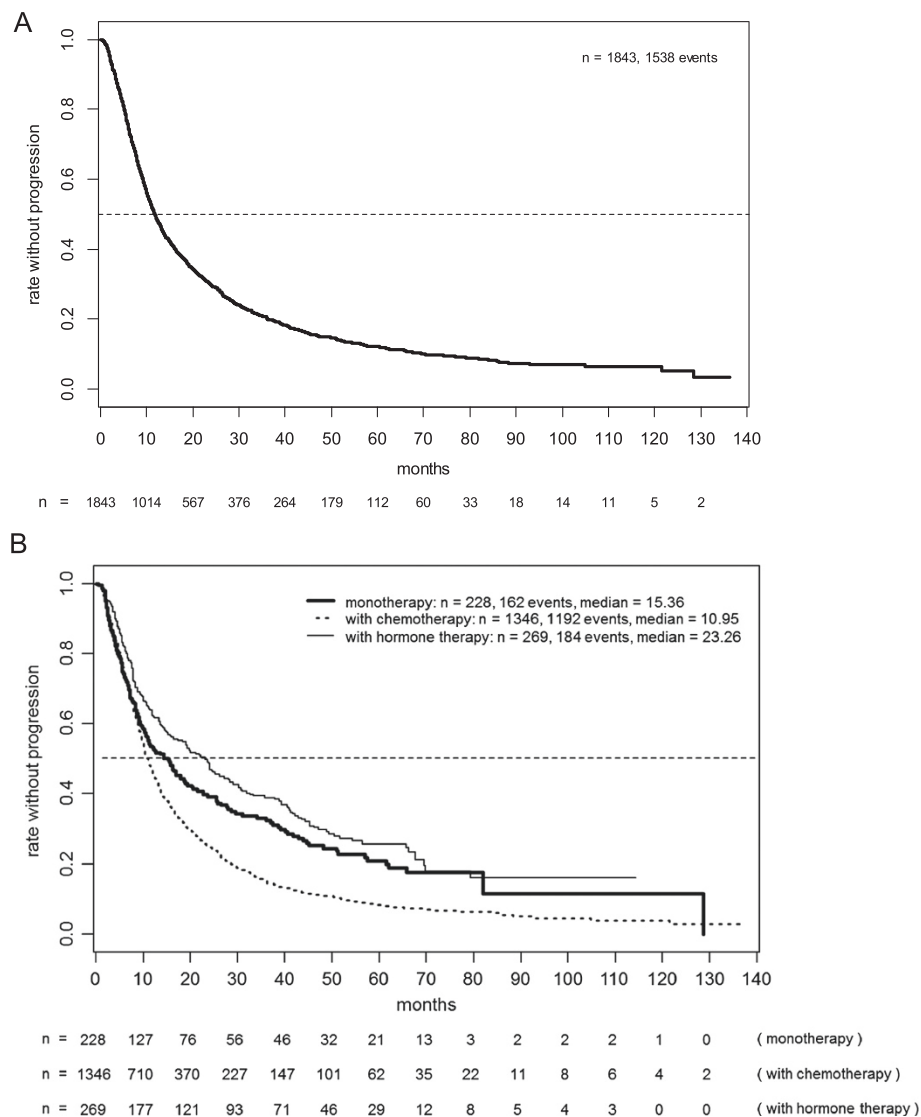 A
n = 1843, 1538 events
rate without progression
1.0
0.8
0.6
0.4
0.2
0.0
0 10 20 30 40 50 60 70 80 90 100 110 120 130 140
months
n = 1843 1014 567 376 264 179 112 60 33 18 14 11 5 2
B
monotherapy: n = 228, 162 events, median = 15.36
with chemotherapy: n = 1346, 1192 events, median = 10.95
with hormone therapy: n = 269, 184 events, median = 23.26
rate without progression
1.0
0.8
0.6
0.4
0.2
0.0
0 10 20 30 40 50 60 70 80 90 100 110 120 130 140
months
n = 228 127 76 56 46 32 21 13 3 2 2 2 1 0 ( monotherapy )
n = 1346 710 370 227 147 101 62 35 22 11 8 6 4 2 ( with chemotherapy )
n = 269 177 121 93 71 46 29 12 8 5 4 3 0 0 ( with hormone therapy )